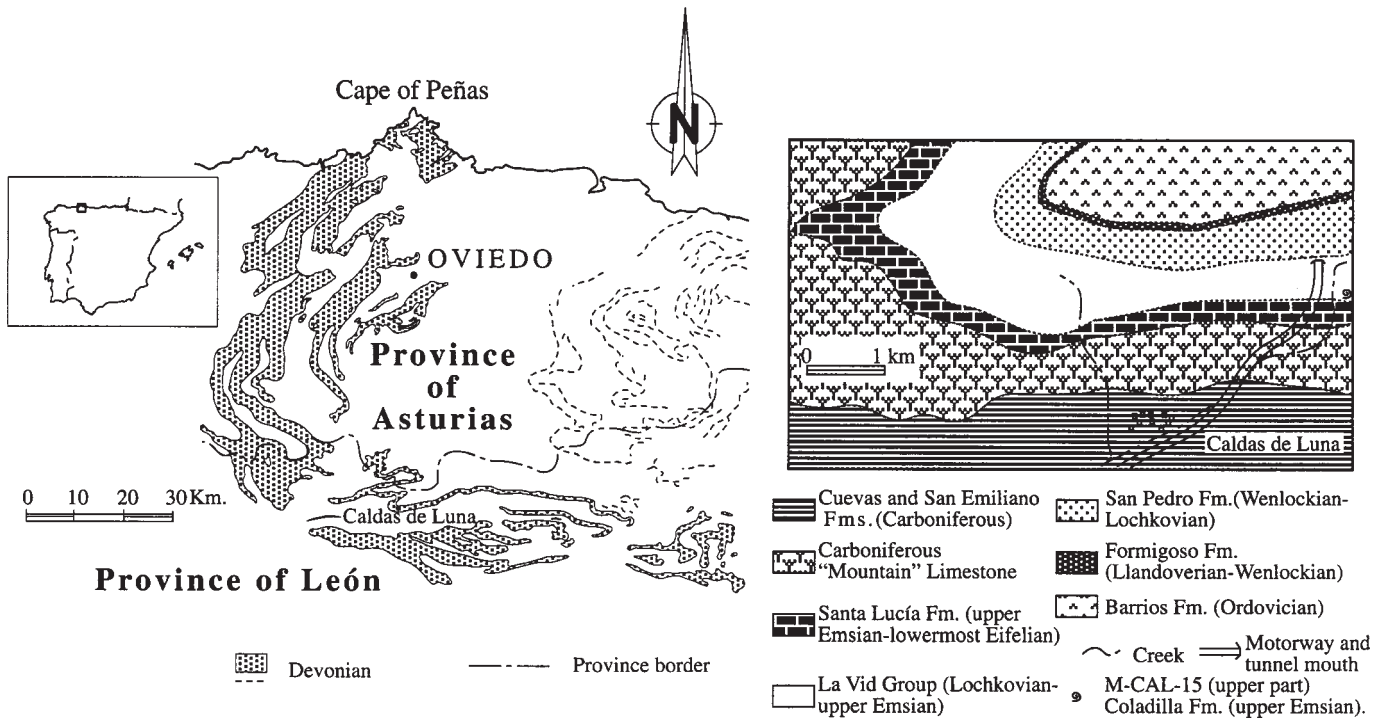 Cape of Peñas
N
OVIEDO
Province
of
Asturias
0 10 20 30 Km.
Caldas de Luna
Province of León
Devonian
Province border
0 1 km
Caldas de Luna
Cuevas and San Emiliano
Fms. (Carboniferous)
Carboniferous
“Mountain” Limestone
Santa Lucía Fm. (upper
Emsian-lowermost Eifelian)
La Vid Group (Lochkovian-
upper Emsian)
San Pedro Fm.(Wenlockian-
Lochkovian)
Formigoso Fm.
(Llandoverian-Wenlockian)
Barrios Fm. (Ordovician)
Creek
Motorway and
tunnel mouth
M-CAL-15 (upper part)
Coladilla Fm. (upper Emsian).